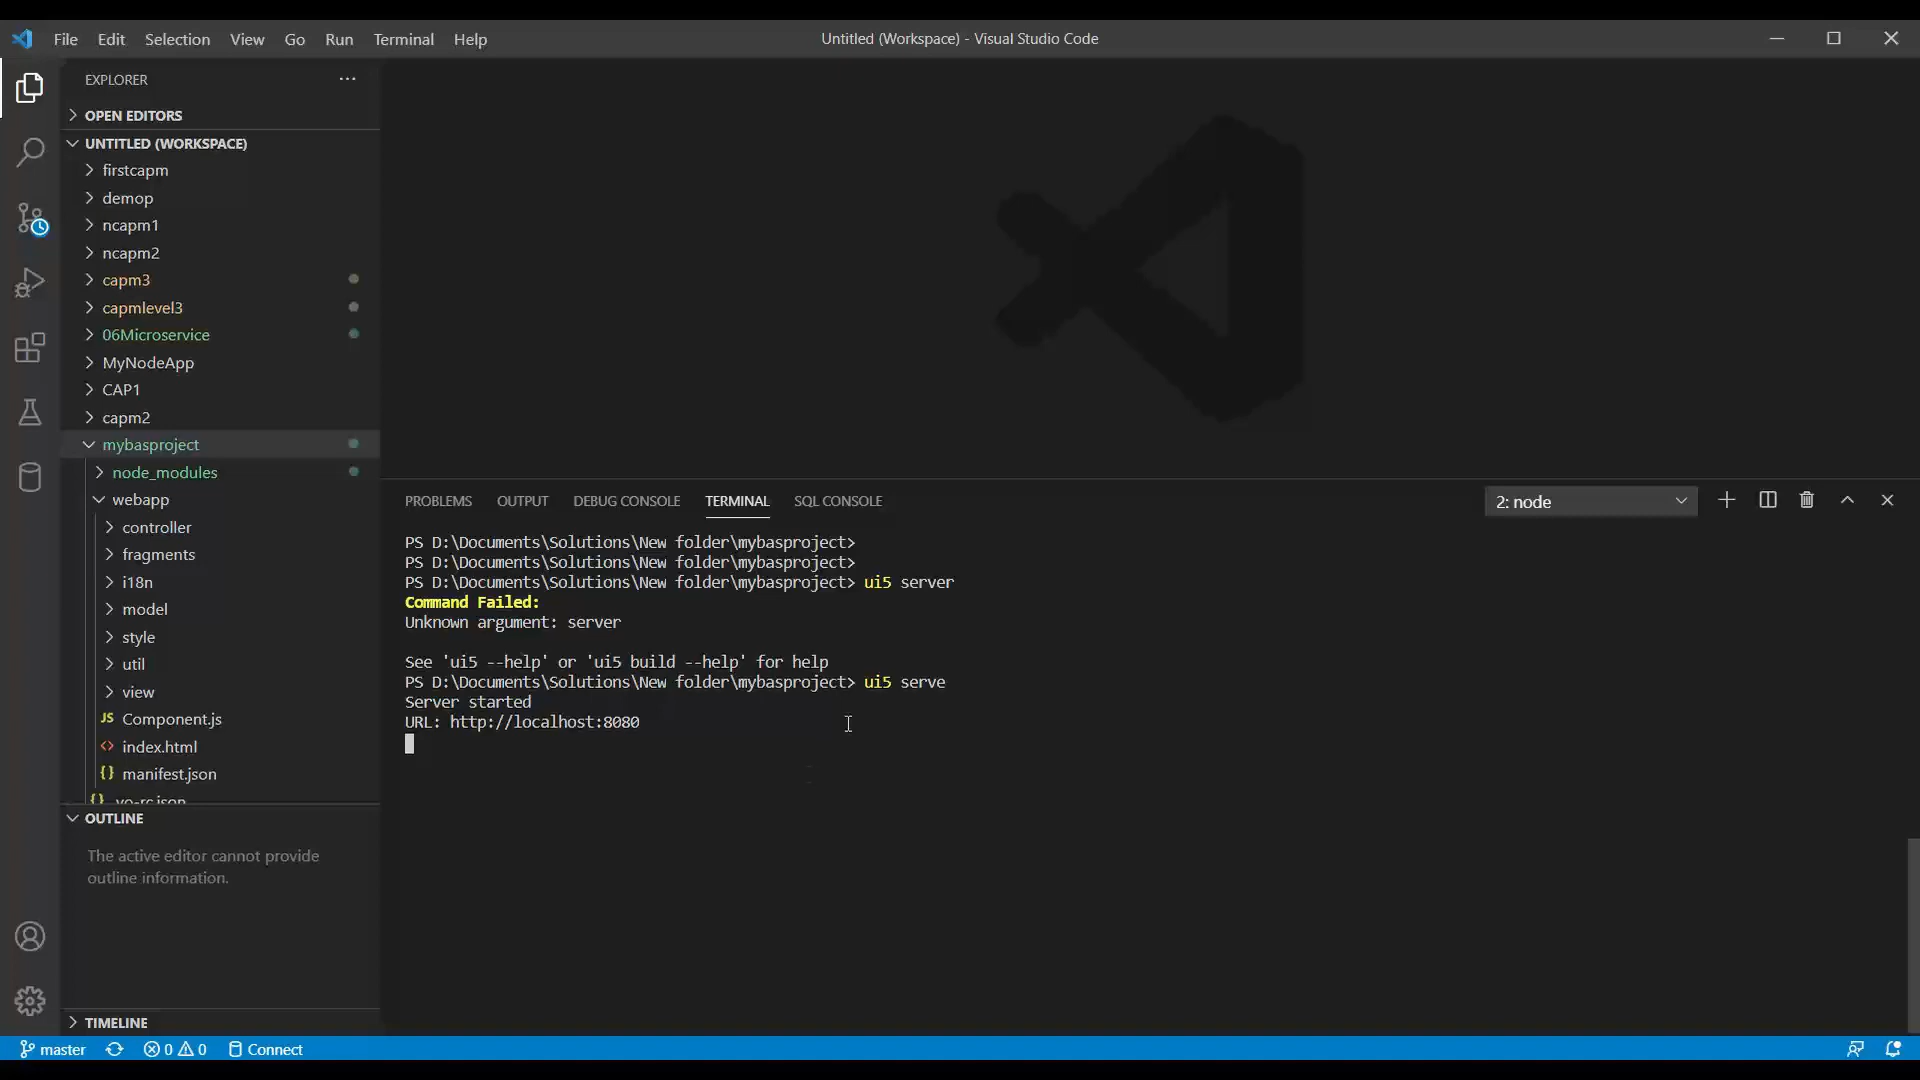 File Edit Selection View Go Run Terminal Help
Untitled (Workspace) - Visual Studio Code
EXPLORER
OPEN EDITORS
UNTITLED (WORKSPACE)
firstcapm
demop
ncapm1
ncapm2
capm3
capmlevel3
06Microservice
MyNodeApp
CAP1
capm2
mybasproject
node_modules
webapp
controller
fragments
i18n
model
style
util
view
JS Component.js
<> index.html
{} manifest.json
{} yo-rc.json
OUTLINE
The active editor cannot provide
outline information.
TIMELINE
PROBLEMS OUTPUT DEBUG CONSOLE TERMINAL SQL CONSOLE
2: node
PS D:\Documents\Solutions\New folder\mybasproject>
PS D:\Documents\Solutions\New folder\mybasproject>
PS D:\Documents\Solutions\New folder\mybasproject> ui5 server
Command Failed:
Unknown argument: server
See 'ui5 --help' or 'ui5 build --help' for help
PS D:\Documents\Solutions\New folder\mybasproject> ui5 serve
Server started
URL: http://localhost:8080
master 0 0 Connect